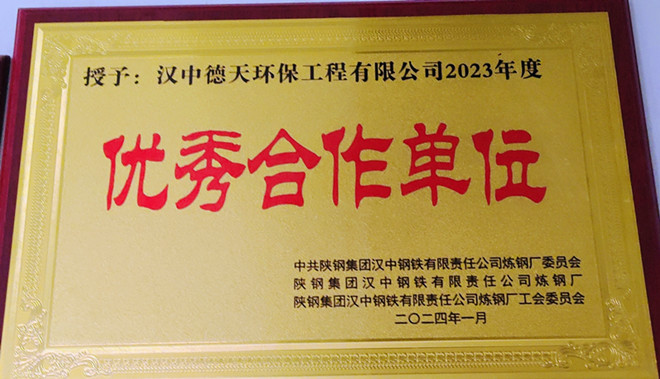 授予：汉中德天环保工程有限公司2023年度
优秀合作单位
中共陕钢集团汉中钢铁有限责任公司炼钢厂委员会
陕钢集团汉中钢铁有限责任公司炼钢厂
陕钢集团汉中钢铁有限责任公司炼钢厂工会委员会
二〇二四年一月